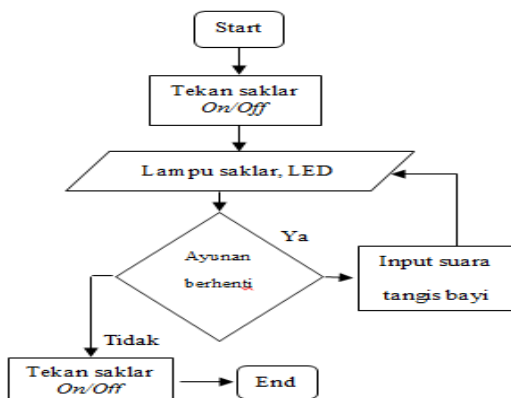 Start
Tekan saklar
On/Off
Lampu saklar, LED
Ya
Ayunan
berhenti
Input suara
tangis bayi
Tidak
Tekan saklar
On/Off
End